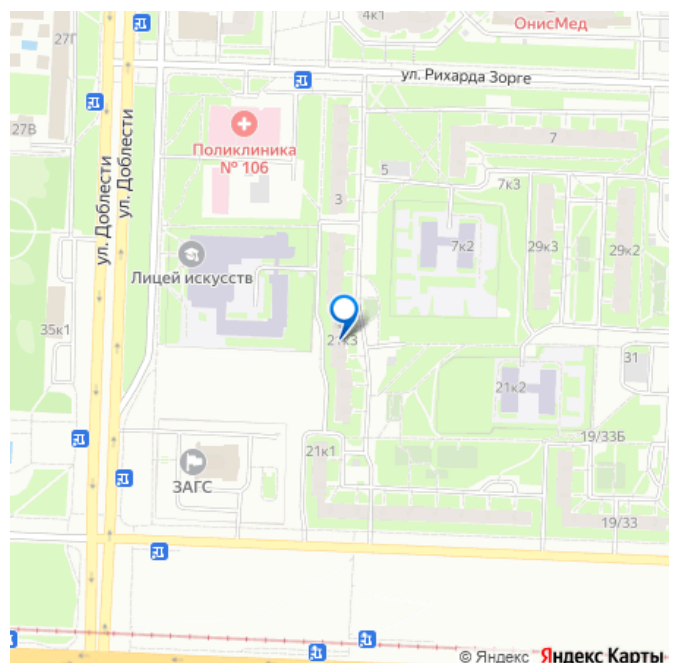 4к1
ОнисМед
27Г
ул. Рихарда Зорге
27В
Поликлиника
№ 106
7
5
7к3
3
ул. Доблести
ул. Доблести
7к2
29к3
29к2
Лицей искусств
35к1
21к3
31
21к2
19/33Б
21к1
ЗАГС
19/33
© Яндекс Яндекс Карты